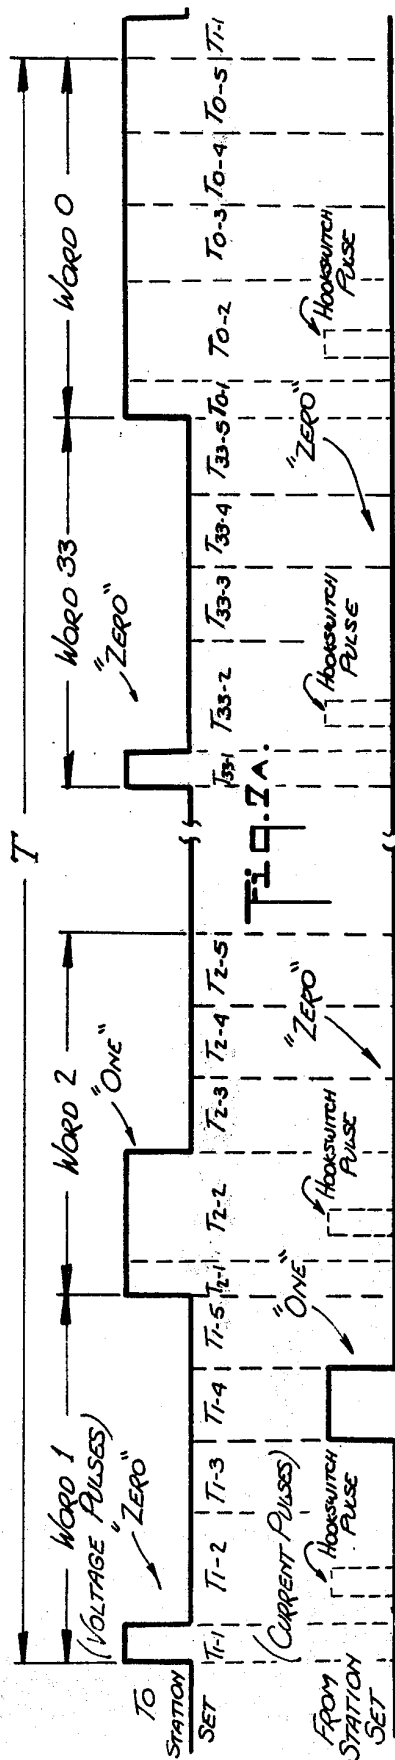 T
WORD 1
(VOLTAGE PULSES)
"ZERO"
WORD 2
"ONE"
WORD 33
"ZERO"
WORD 0
TO
STATION
SET
T1-1 T1-2 T1-3 T1-4 T1-5 T2-1 T2-2 T2-3 T2-4 T2-5 T33-1 T33-2 T33-3 T33-4 T33-5 T0-1 T0-2 T0-3 T0-4 T0-5 T1-1
(CURRENT PULSES)
Fig. 7A.
FROM
STATION
SET
HOOKSWITCH
PULSE
"ONE"
HOOKSWITCH
PULSE
"ZERO"
HOOKSWITCH
PULSE
"ZERO"
HOOKSWITCH
PULSE